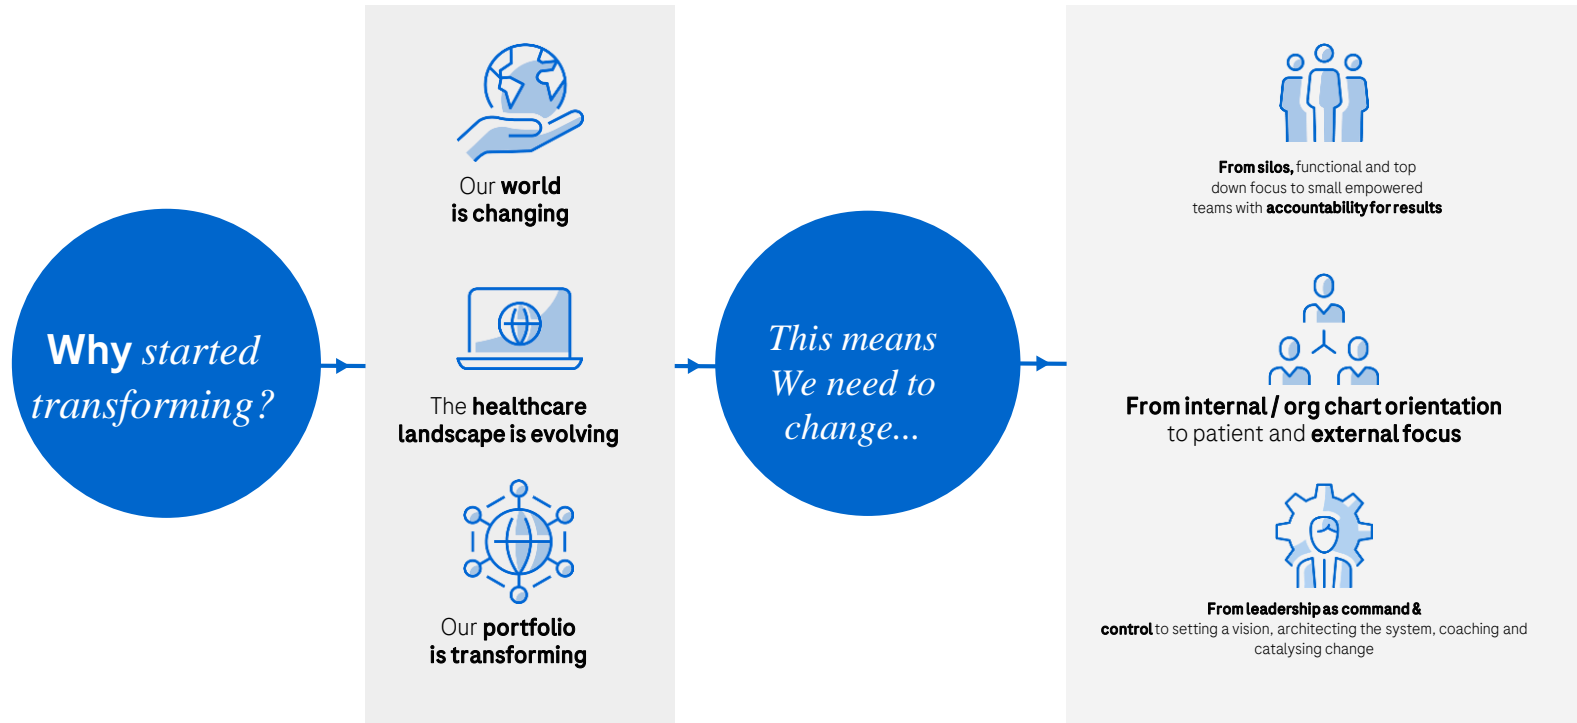 Why started
transforming?
Our world
is changing
The healthcare
landscape is evolving
Our portfolio
is transforming
This means
We need to
change...
From silos, functional and top
down focus to small empowered
teams with accountability for results
From internal / org chart orientation
to patient and external focus
From leadership as command &
control to setting a vision, architecting the system, coaching and
catalysing change